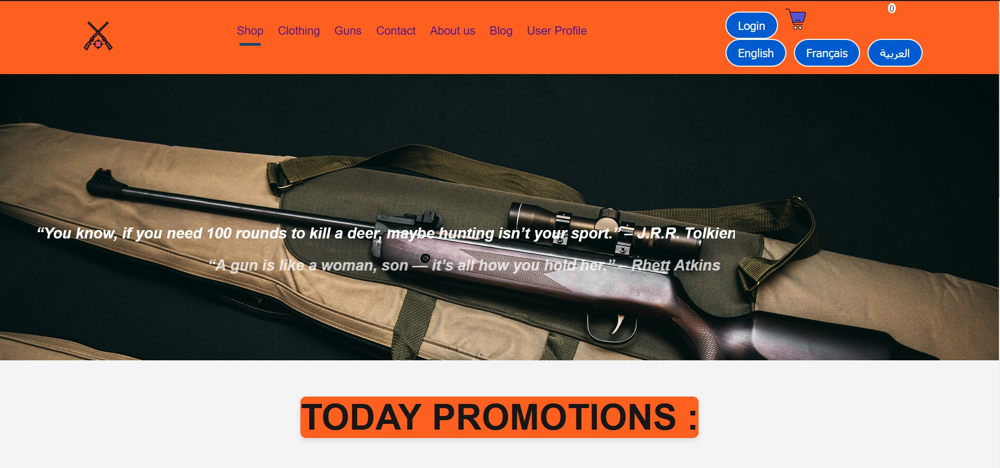 Shop Clothing Guns Contact About us Blog User Profile
Login
0
English Français العربية
“You know, if you need 100 rounds to kill a deer, maybe hunting isn’t your sport.” – J.R.R. Tolkien
“A gun is like a woman, son — it’s all how you hold her.” – Rhett Atkins
TODAY PROMOTIONS :